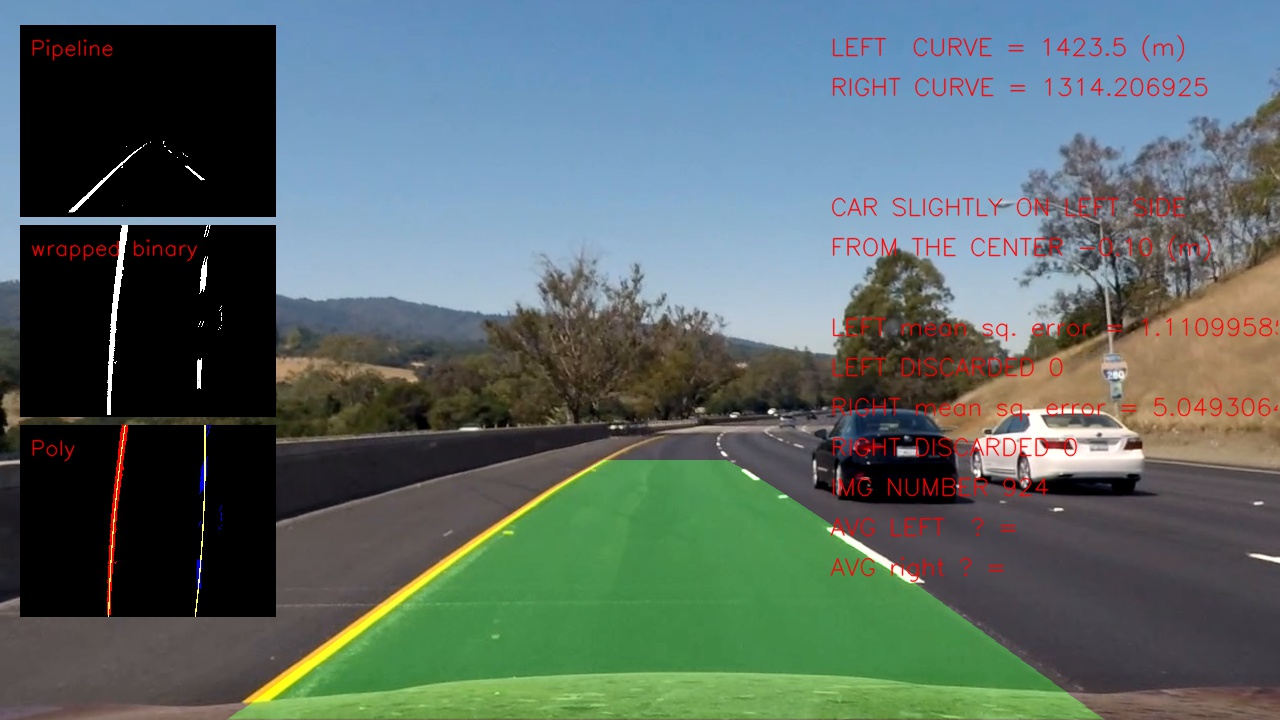 Pipeline
wrapped binary
Poly
LEFT  CURVE = 1423.5 (m)
RIGHT CURVE = 1314.206925
CAR SLIGHTLY ON LEFT SIDE
FROM THE CENTER -0.10 (m)
LEFT mean sq. error = 1.1109958
LEFT DISCARDED 0
RIGHT mean sq. error = 5.049306
RIGHT DISCARDED 0
IMG NUMBER 924
AVG LEFT  ? =
AVG right ? =
280